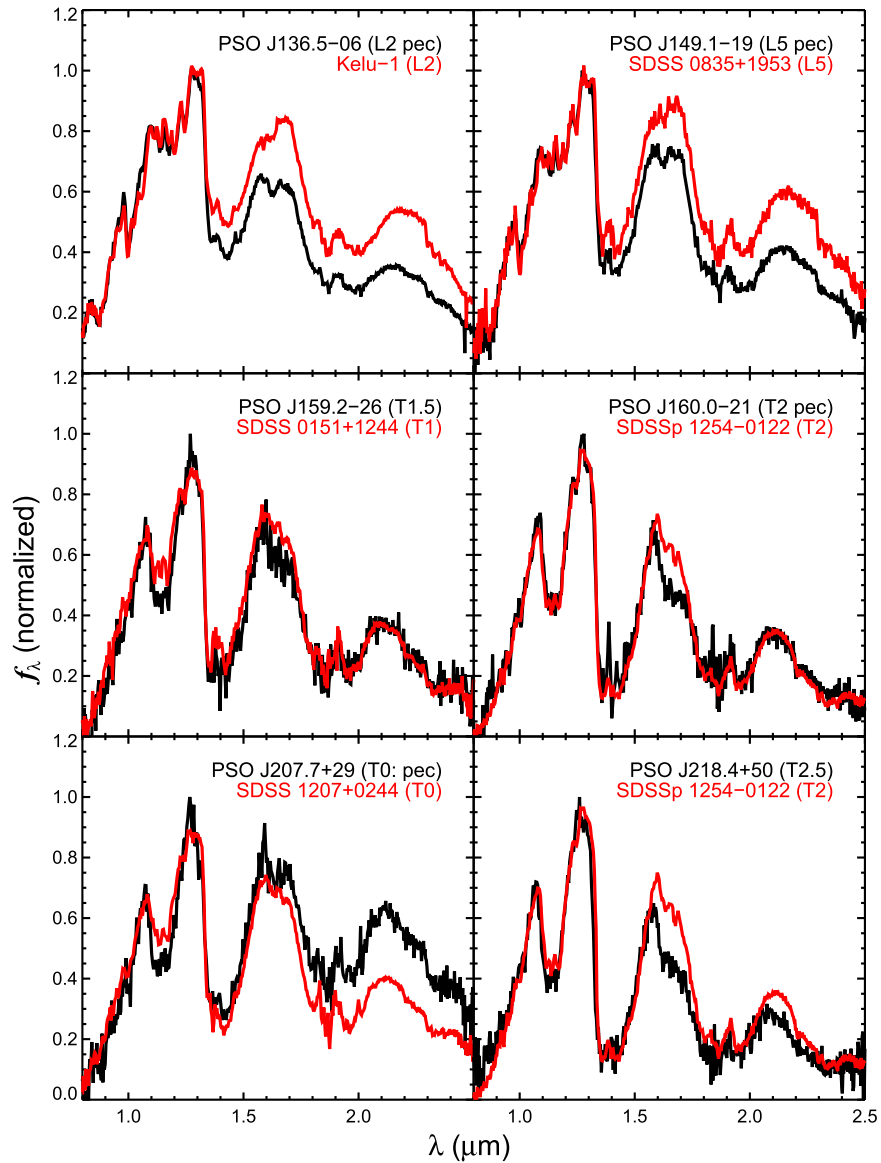 1.2
PSO J136.5−06 (L2 pec)
Kelu−1 (L2)
1.0
0.8
0.6
0.4
0.2
PSO J149.1−19 (L5 pec)
SDSS 0835+1953 (L5)
1.2
PSO J159.2−26 (T1.5)
SDSS 0151+1244 (T1)
1.0
0.8
0.6
0.4
0.2
PSO J160.0−21 (T2 pec)
SDSSp 1254−0122 (T2)
fλ (normalized)
1.2
PSO J207.7+29 (T0: pec)
SDSS 1207+0244 (T0)
1.0
0.8
0.6
0.4
0.2
0.0
PSO J218.4+50 (T2.5)
SDSSp 1254−0122 (T2)
1.0 1.5 2.0 1.0 1.5 2.0 2.5
λ (μm)